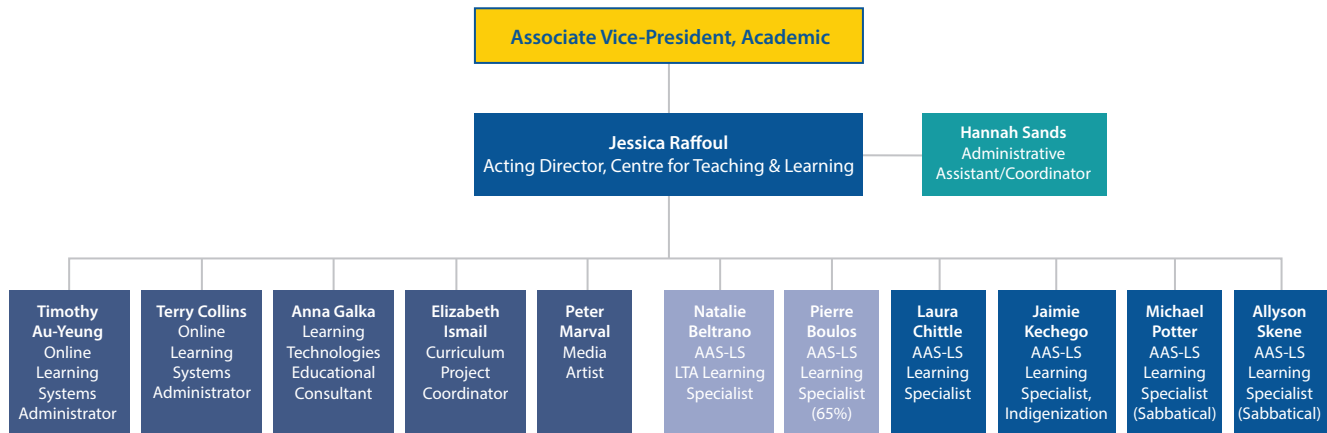 Associate Vice-President, Academic
Jessica Raffoul
Acting Director, Centre for Teaching & Learning
Hannah Sands
Administrative
Assistant/Coordinator
Timothy
Au-Yeung
Online
Learning
Systems
Administrator
Terry Collins
Online
Learning
Systems
Administrator
Anna Galka
Learning
Technologies
Educational
Consultant
Elizabeth
Ismail
Curriculum
Project
Coordinator
Peter
Marval
Media
Artist
Natalie
Beltrano
AAS-LS
LTA Learning
Specialist
Pierre
Boulos
AAS-LS
Learning
Specialist
(65%)
Laura
Chittle
AAS-LS
Learning
Specialist
Jaimie
Kechego
AAS-LS
Learning
Specialist,
Indigenization
Michael
Potter
AAS-LS
Learning
Specialist
(Sabbatical)
Allyson
Skene
AAS-LS
Learning
Specialist
(Sabbatical)